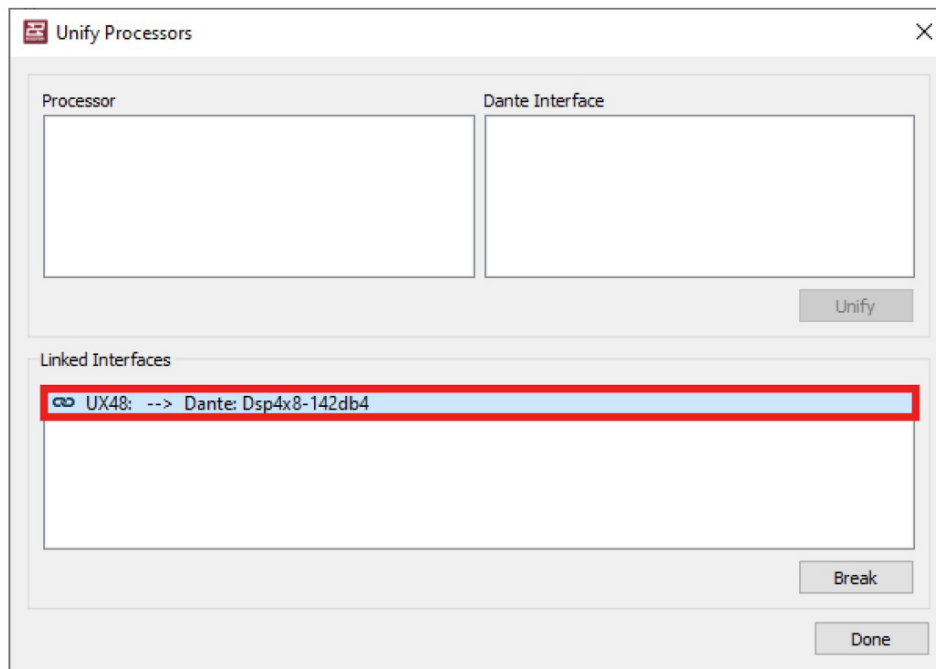 Unify Processors
Processor
Dante Interface
Unify
Linked Interfaces
UX48: --> Dante: Dsp4x8-142db4
Break
Done